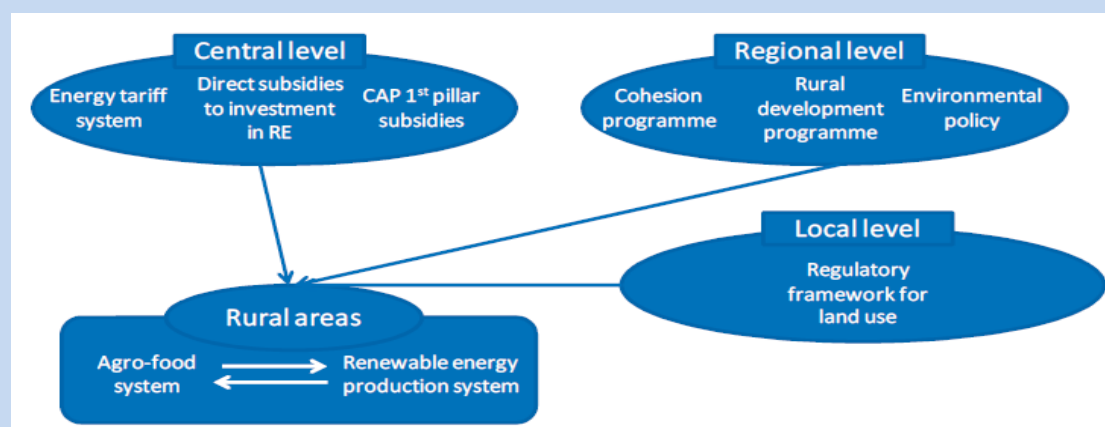 Central level
Energy tariff
system
Direct subsidies
to investment
in RE
CAP 1st pillar
subsidies
Regional level
Cohesion
programme
Rural
development
programme
Environmental
policy
Local level
Regulatory
framework for
land use
Rural areas
Agro-food
system
Renewable energy
production system